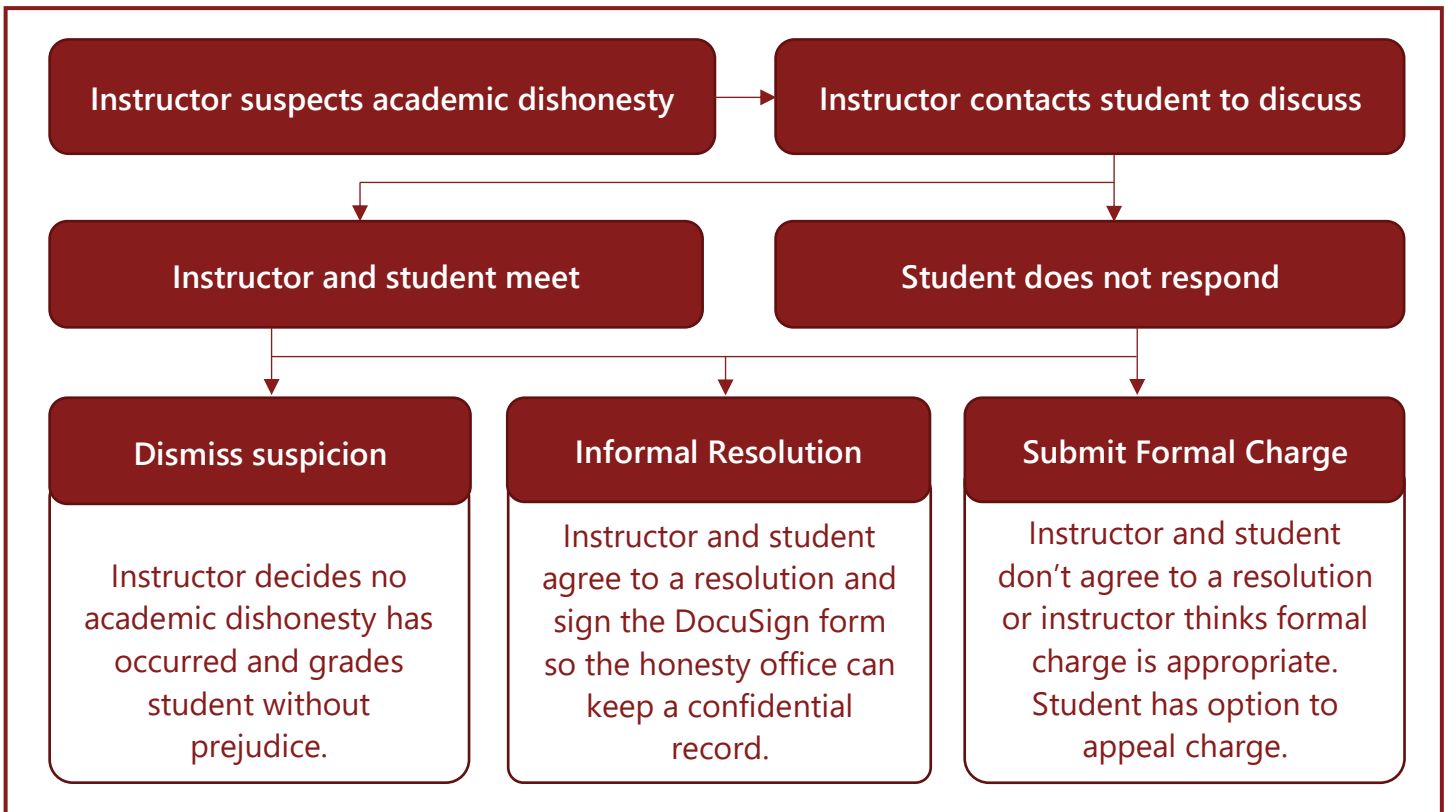 Instructor suspects academic dishonesty
Instructor contacts student to discuss
Instructor and student meet
Student does not respond
Dismiss suspicion
Instructor decides no
academic dishonesty has
occurred and grades
student without
prejudice.
Informal Resolution
Instructor and student
agree to a resolution and
sign the DocuSign form
so the honesty office can
keep a confidential
record.
Submit Formal Charge
Instructor and student
don’t agree to a resolution
or instructor thinks formal
charge is appropriate.
Student has option to
appeal charge.